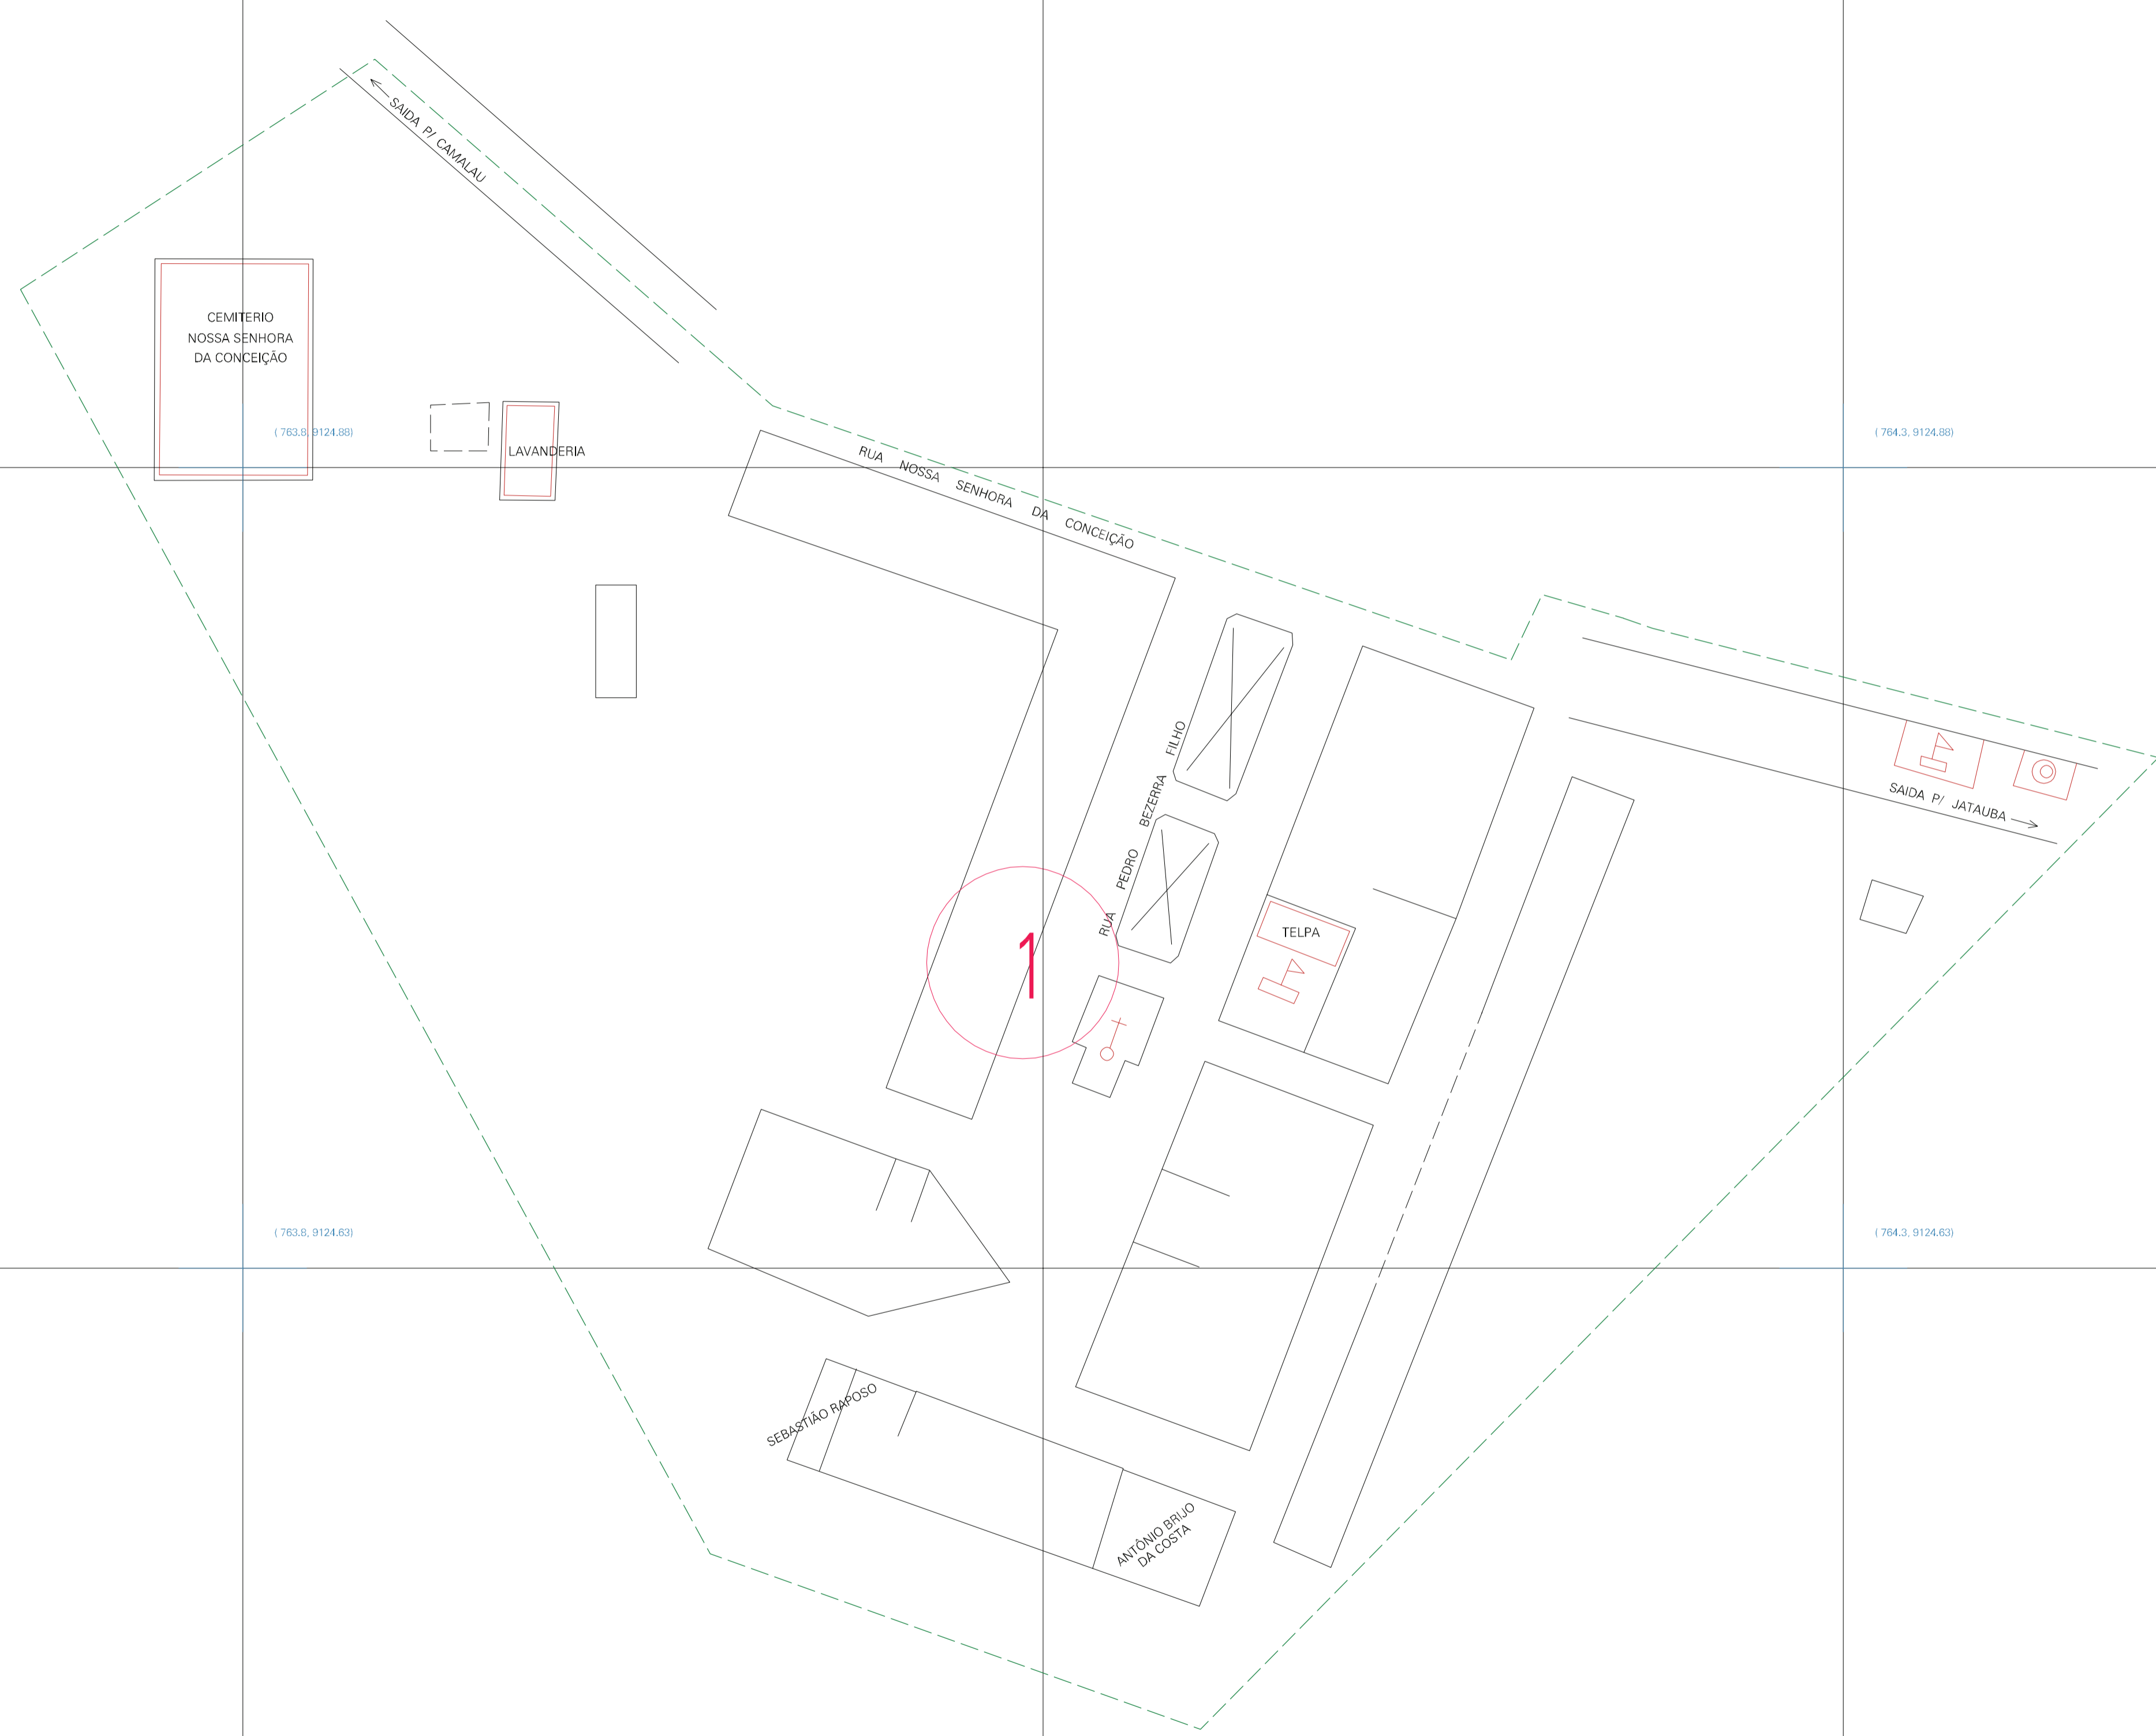 SAIDA P/ CAMALAU
CEMITERIO
NOSSA SENHORA
DA CONCEIÇÃO
( 763.8, 9124.88)
( 764.3, 9124.88)
LAVANDERIA
RUA NOSSA SENHORA DA CONCEIÇÃO
RUA PEDRO BEZERRA FILHO
SAIDA P/ JATAUBA
TELPA
1
( 763.8, 9124.63)
( 764.3, 9124.63)
SEBASTIÃO RAPOSO
ANTÔNIO BRIJO
DA COSTA